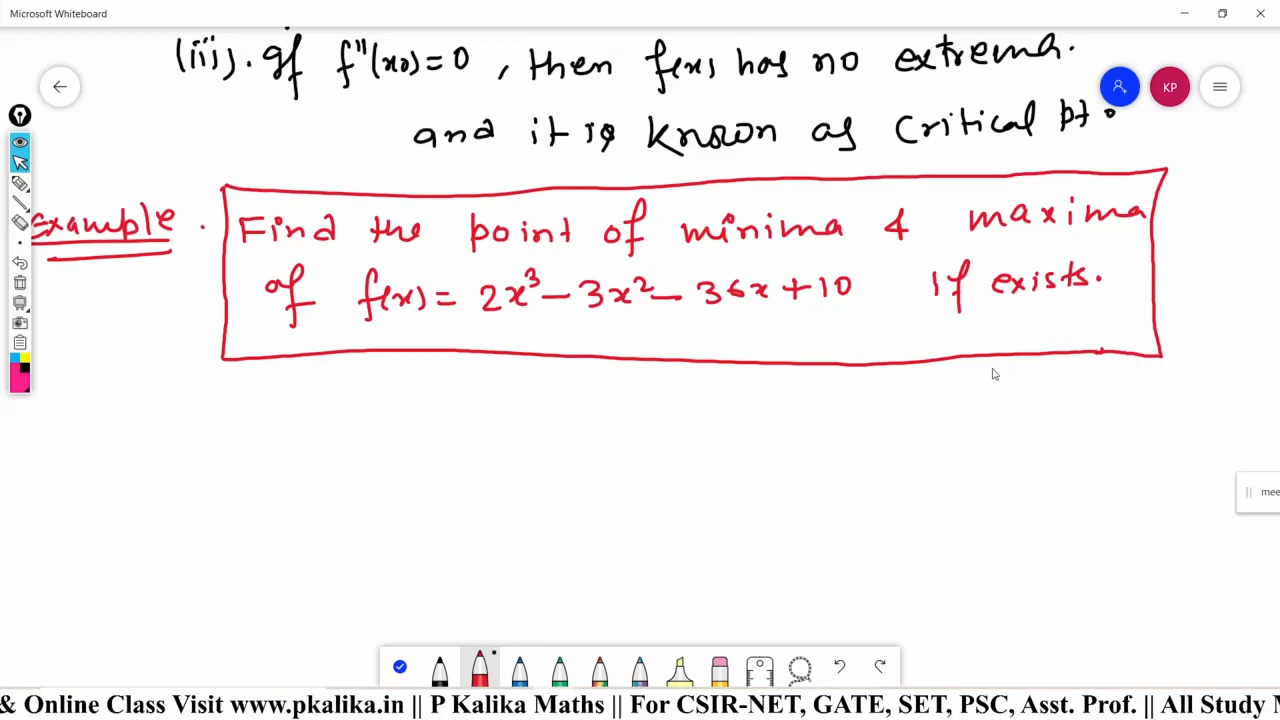 Microsoft Whiteboard
(iii). If f''(x0)=0, then f(x) has no extrema.
KP
and it is known as Critical pt.
Example. Find the point of minima & maxima
of f(x) = 2x³ - 3x² - 36x + 10 If exists.
mee
& Online Class Visit www.pkalika.in || P Kalika Maths || For CSIR-NET, GATE, SET, PSC, Asst. Prof. || All Study